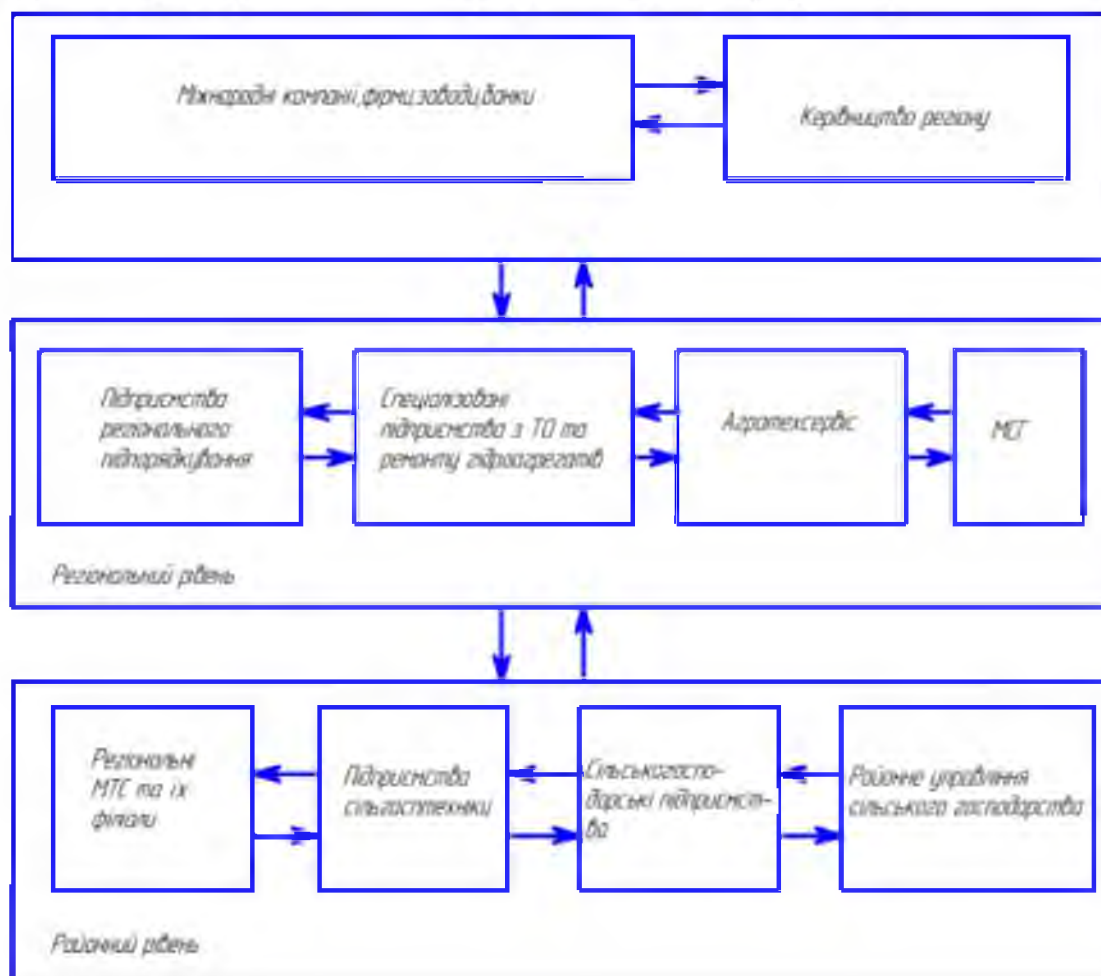 Міжнародні компанії, фірми, заводи, банки
Керівництво регіону
Підприємства
регіонального
підпорядкування
Спеціалізовані
підприємства з ТО та
ремонту гідроагрегатів
Агротехсервіс
Регіональний рівень
Регіональні
МТС та їх
філіали
Підприємства
сільгосптехніки
Сільськогоспо-
дарські підприємст-
ва
Районне управління
сільського господарства
Районний рівень